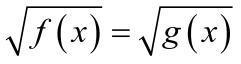 √f(x) = √g(x)